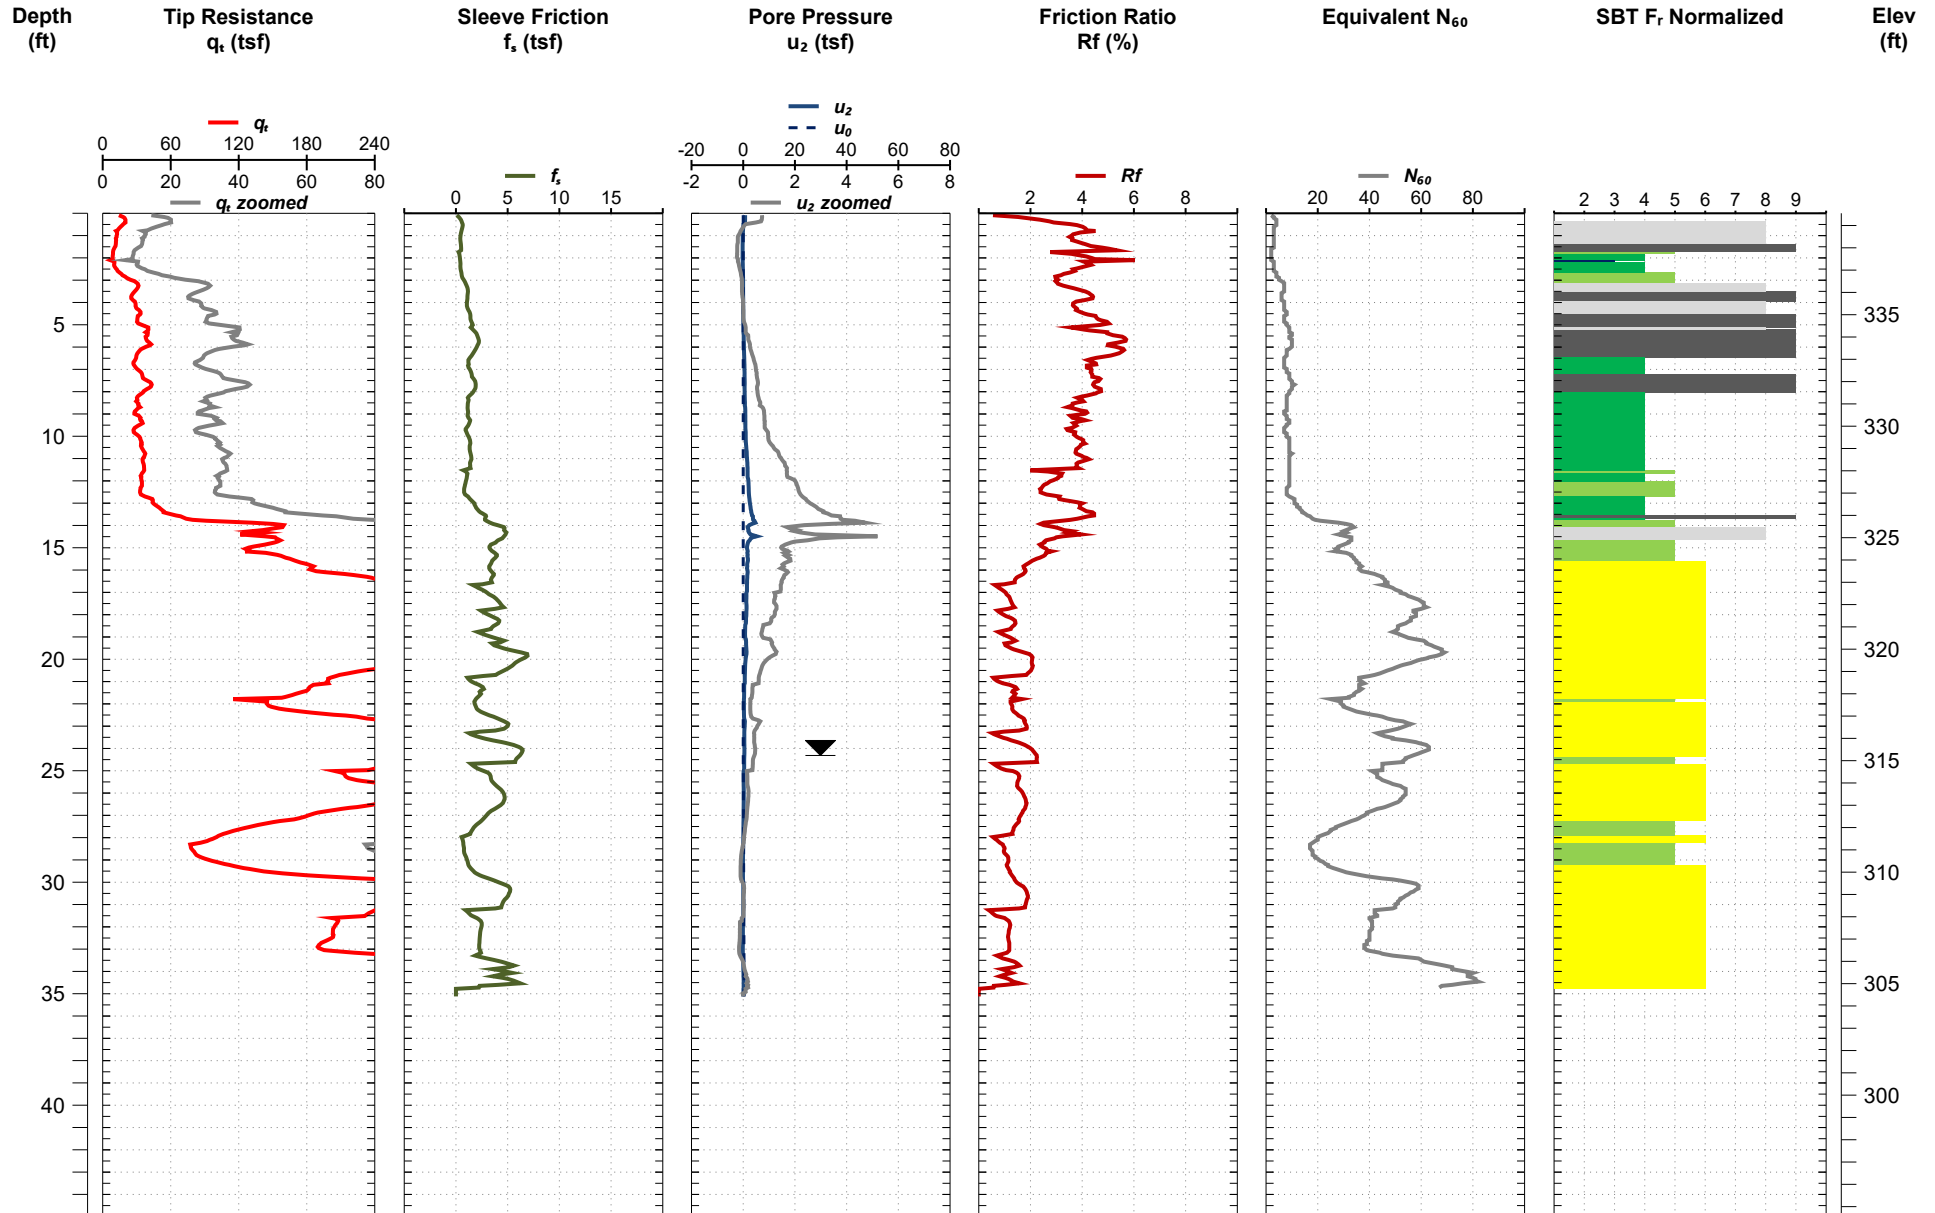 Depth Tip Resistance Sleeve Friction Pore Pressure Friction Ratio Equivalent N₆₀ SBT Fᵣ Normalized Elev
(ft) qₜ (tsf) fₛ (tsf) u₂ (tsf) Rf (%) (ft)
u₂
qₜ u₀
0 60 120 180 240 -20 0 20 40 60 80
fₛ Rf N₆₀
0 20 40 60 80 -2 0 2 4 6 8
qₜ zoomed 0 5 10 15 u₂ zoomed 2 4 6 8 20 40 60 80 2 3 4 5 6 7 8 9
5 335
10 330
15 325
20 320
25 315
30 310
35 305
40 300